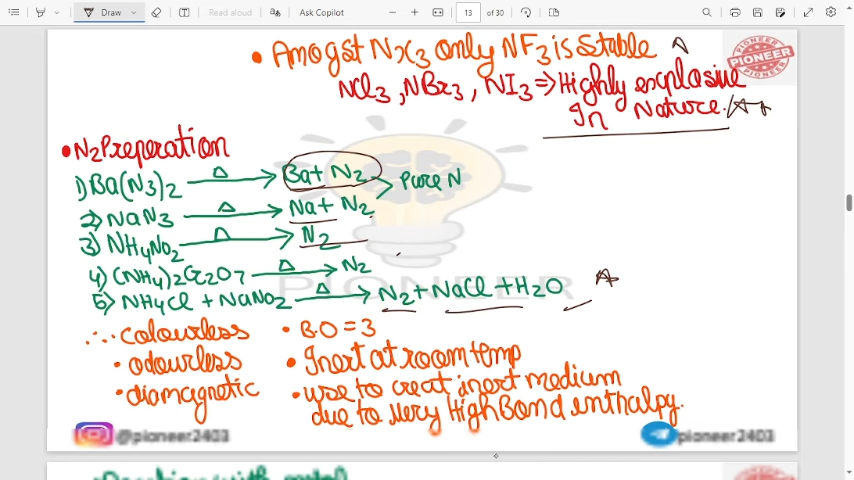 Draw
Read aloud
Ask Copilot
13
of 30
• Amogst Nx3 only NF3 is stable
NCl3, NBr3, NI3 ⇒ Highly explosive
In Nature.
PIONEER
• N2 Preperation
1) Ba(N3)2 —Δ→ Ba + N2
> Pure N
2) NaN3 —Δ→ Na + N2
3) NH4NO2 —Δ→ N2
4) (NH4)2Cr2O7 —Δ→ N2
5) NH4Cl + NaNO2 —Δ→ N2 + NaCl + H2O
∴ colourless
• odourless
• diamagnetic
• B.O = 3
• Inert at room temp
• use to creat inert medium
due to very High Bond enthalpy.
@pioneer2403
pioneer2403
PIONEER